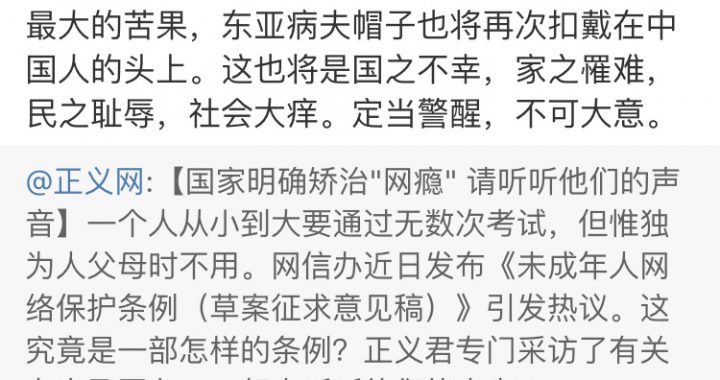 最大的苦果，东亚病夫帽子也将再次扣戴在中
国人的头上。这也将是国之不幸，家之罹难，
民之耻辱，社会大痒。定当警醒，不可大意。
@正义网:【国家明确矫治"网瘾" 请听听他们的声
音】一个人从小到大要通过无数次考试，但惟独
为人父母时不用。网信办近日发布《未成年人网
络保护条例（草案征求意见稿）》引发热议。这
究竟是一部怎样的条例？正义君专门采访了有关